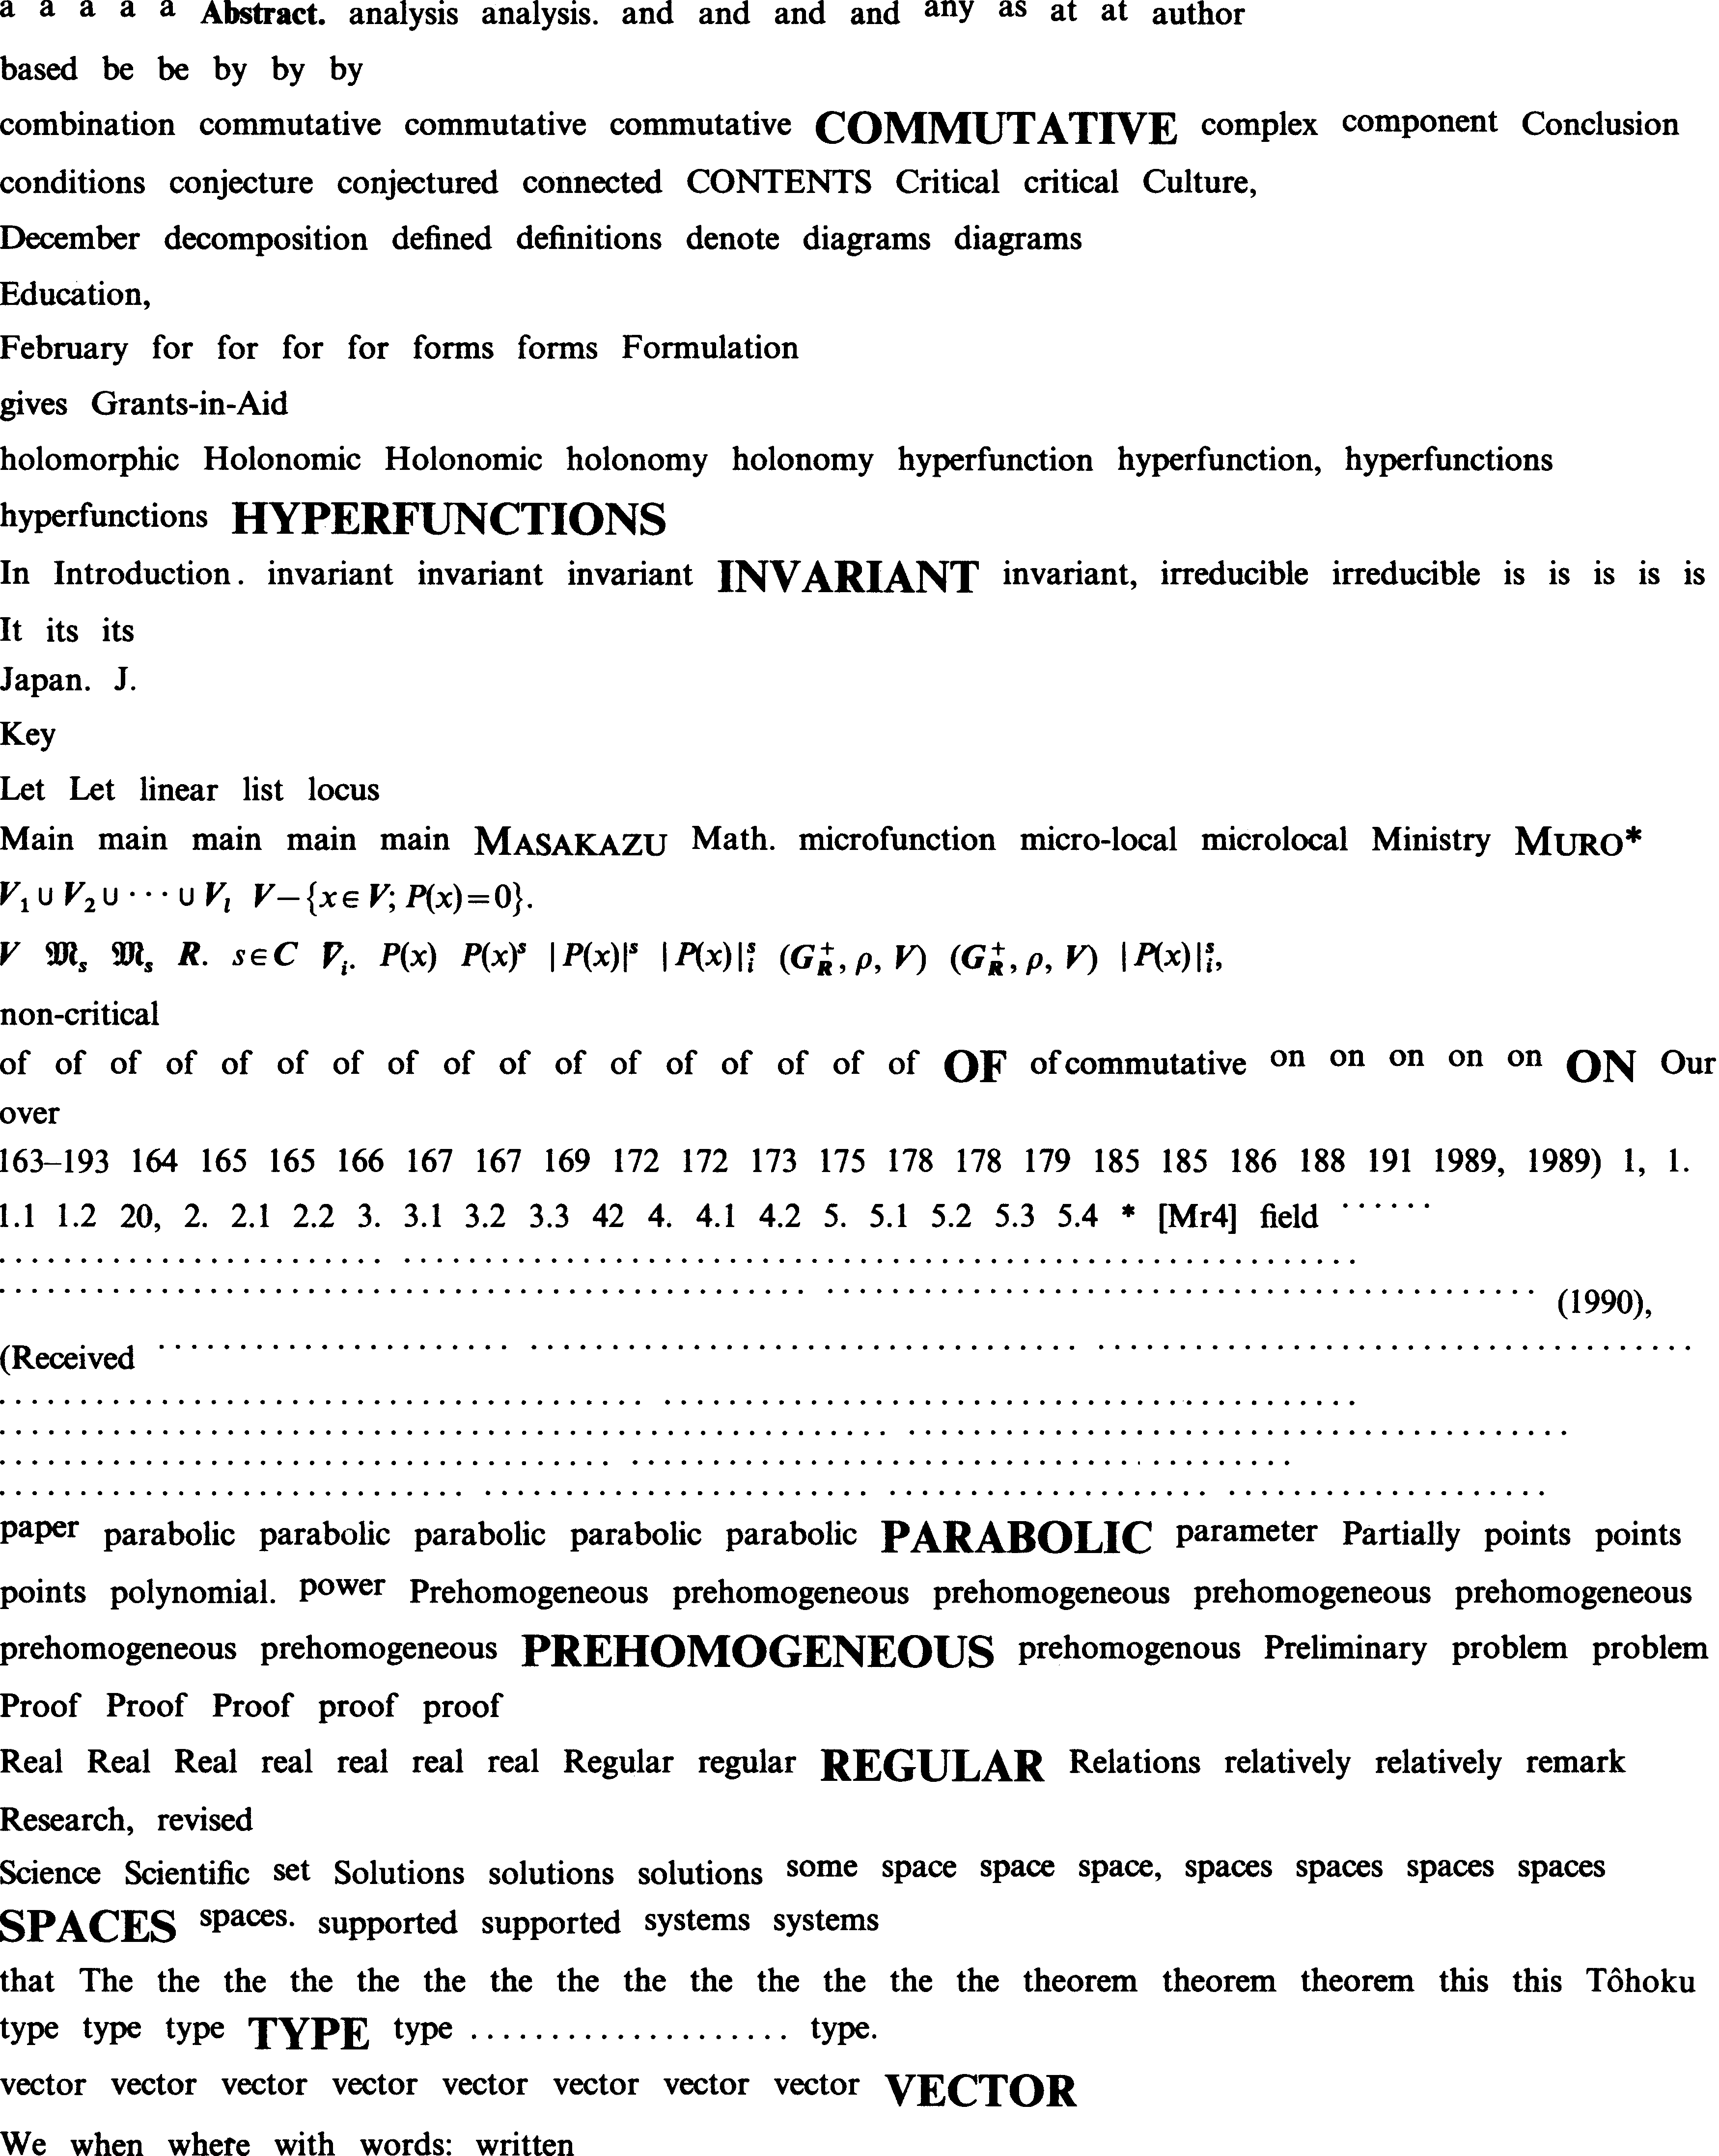 a a a a a Abstract. analysis analysis. and and and and any as at at author
based be be by by by
combination commutative commutative commutative COMMUTATIVE complex component Conclusion
conditions conjecture conjectured connected CONTENTS Critical critical Culture,
December decomposition defined definitions denote diagrams diagrams
Education,
February for for for for forms forms Formulation
gives Grants-in-Aid
holomorphic Holonomic Holonomic holonomy holonomy hyperfunction hyperfunction, hyperfunctions
hyperfunctions HYPERFUNCTIONS
In Introduction. invariant invariant invariant INVARIANT invariant, irreducible irreducible is is is is is
It its its
Japan. J.
Key
Let Let linear list locus
Main main main main main MASAKAZU Math. microfunction micro-local microlocal Ministry MURO*
V₁∪V₂∪···∪V_l V−{x∈V; P(x)=0}.
V 𝔐_s 𝔐_s R. s∈C V̄_i. P(x) P(x)^s |P(x)|^s |P(x)|_i^s (G_R^+, ρ, V) (G_R^+, ρ, V) |P(x)|_i^s,
non-critical
of of of of of of of of of of of of of of of of of OF of commutative on on on on on ON Our
over
163–193 164 165 165 166 167 167 169 172 172 173 175 178 178 179 185 185 186 188 191 1989, 1989) 1, 1.
1.1 1.2 20, 2. 2.1 2.2 3. 3.1 3.2 3.3 42 4. 4.1 4.2 5. 5.1 5.2 5.3 5.4 * [Mr4] field ······
(1990),
(Received
paper parabolic parabolic parabolic parabolic parabolic PARABOLIC parameter Partially points points
points polynomial. power Prehomogeneous prehomogeneous prehomogeneous prehomogeneous prehomogeneous
prehomogeneous prehomogeneous PREHOMOGENEOUS prehomogenous Preliminary problem problem
Proof Proof Proof proof proof
Real Real Real real real real real Regular regular REGULAR Relations relatively relatively remark
Research, revised
Science Scientific set Solutions solutions solutions some space space space, spaces spaces spaces spaces
SPACES spaces. supported supported systems systems
that The the the the the the the the the the the the the the theorem theorem theorem this this Tôhoku
type type type TYPE type .................... type.
vector vector vector vector vector vector vector vector VECTOR
We when where with words: written